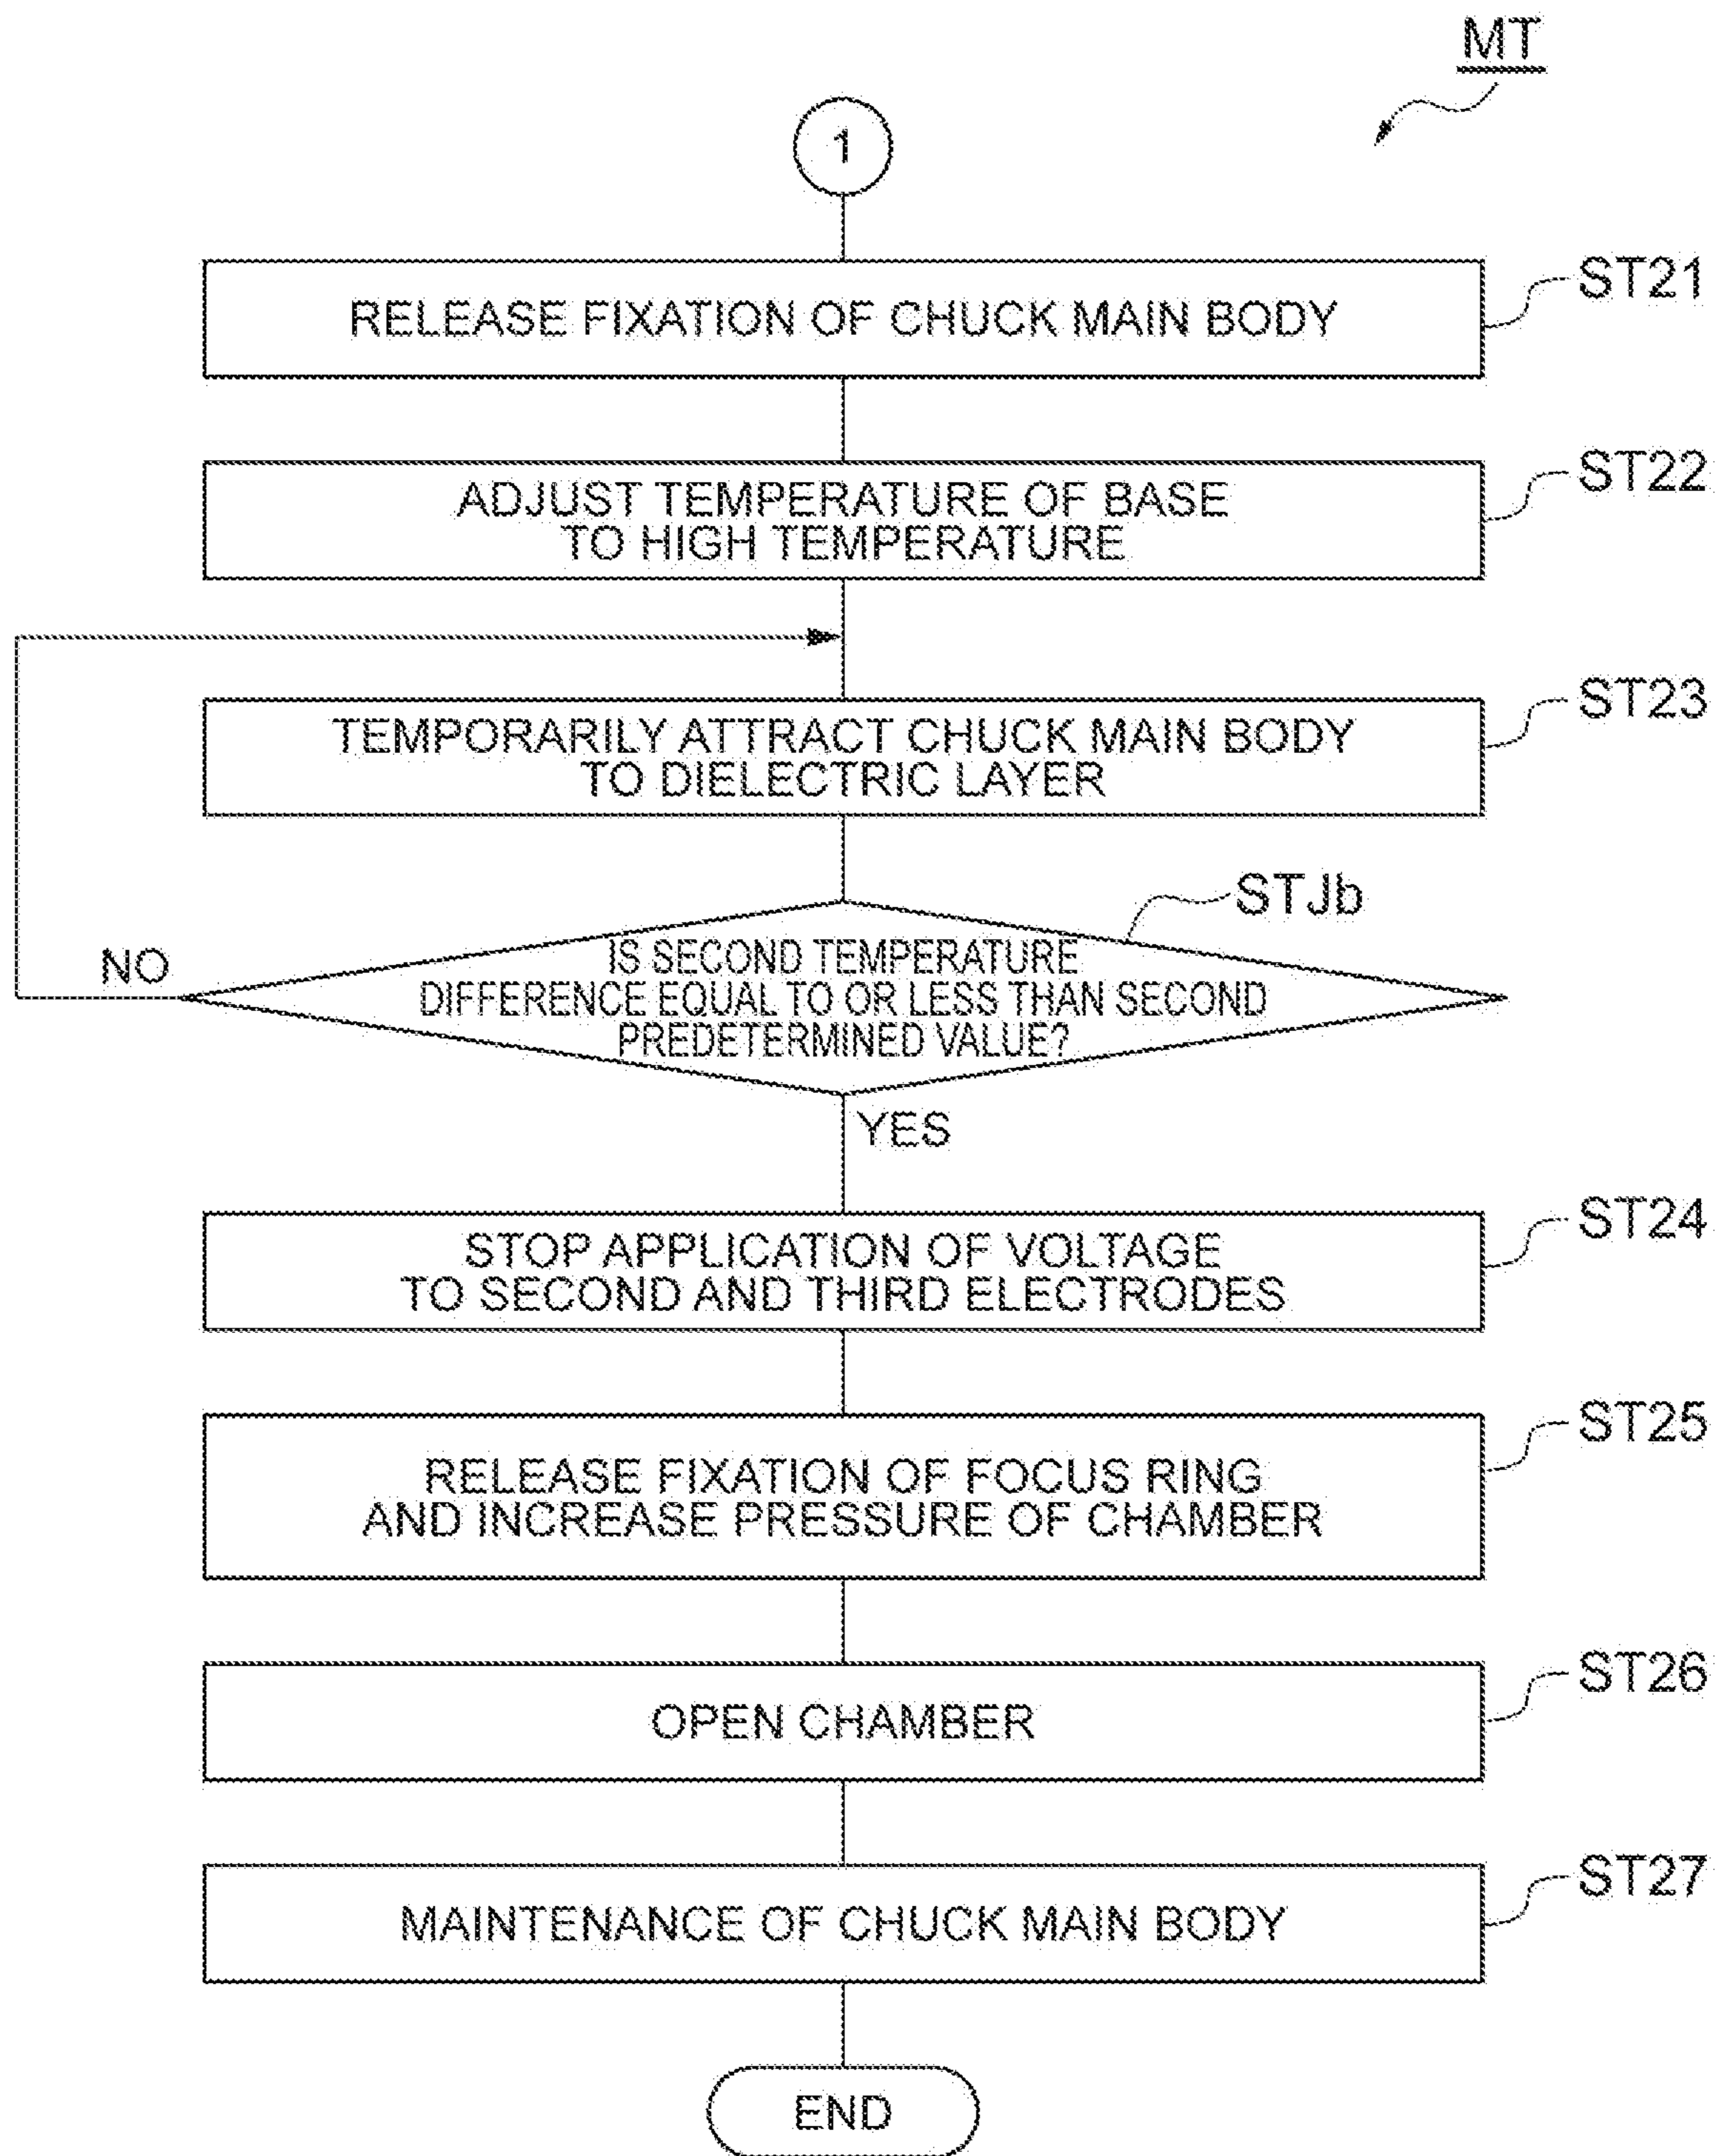 MT
1
RELEASE FIXATION OF CHUCK MAIN BODY
ST21
ADJUST TEMPERATURE OF BASE
TO HIGH TEMPERATURE
ST22
TEMPORARILY ATTRACT CHUCK MAIN BODY
TO DIELECTRIC LAYER
ST23
STJb
IS SECOND TEMPERATURE
DIFFERENCE EQUAL TO OR LESS THAN SECOND
PREDETERMINED VALUE?
NO
YES
STOP APPLICATION OF VOLTAGE
TO SECOND AND THIRD ELECTRODES
ST24
RELEASE FIXATION OF FOCUS RING
AND INCREASE PRESSURE OF CHAMBER
ST25
OPEN CHAMBER
ST26
MAINTENANCE OF CHUCK MAIN BODY
ST27
END